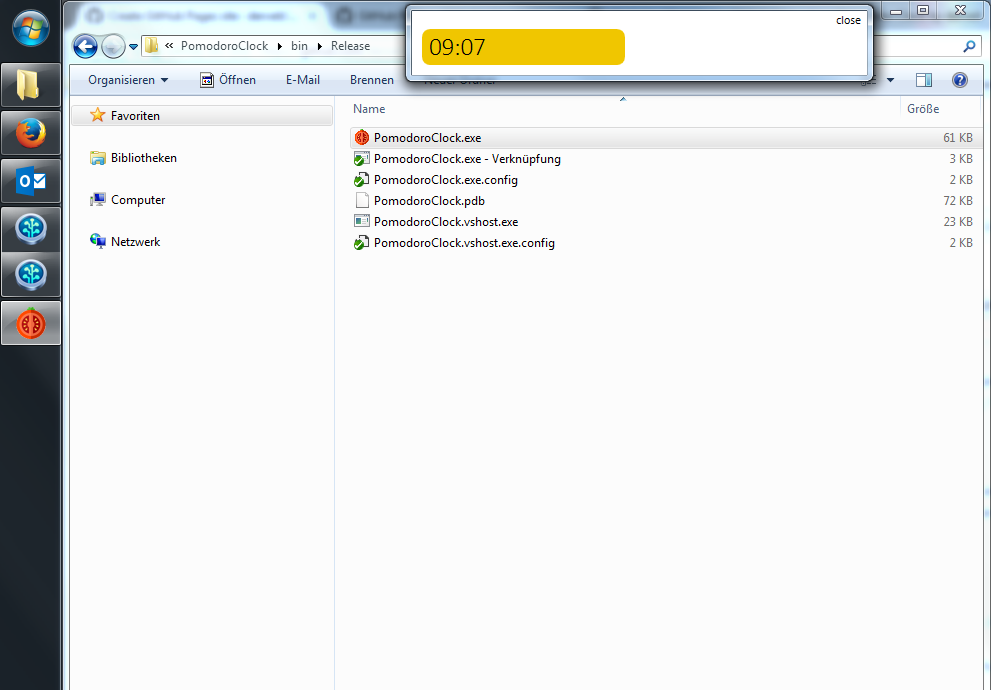 close
09:07
« PomodoroClock bin Release
Organisieren Öffnen E-Mail Brennen
Name Größe
Favoriten
Bibliotheken
Computer
Netzwerk
PomodoroClock.exe 61 KB
PomodoroClock.exe - Verknüpfung 3 KB
PomodoroClock.exe.config 2 KB
PomodoroClock.pdb 72 KB
PomodoroClock.vshost.exe 23 KB
PomodoroClock.vshost.exe.config 2 KB